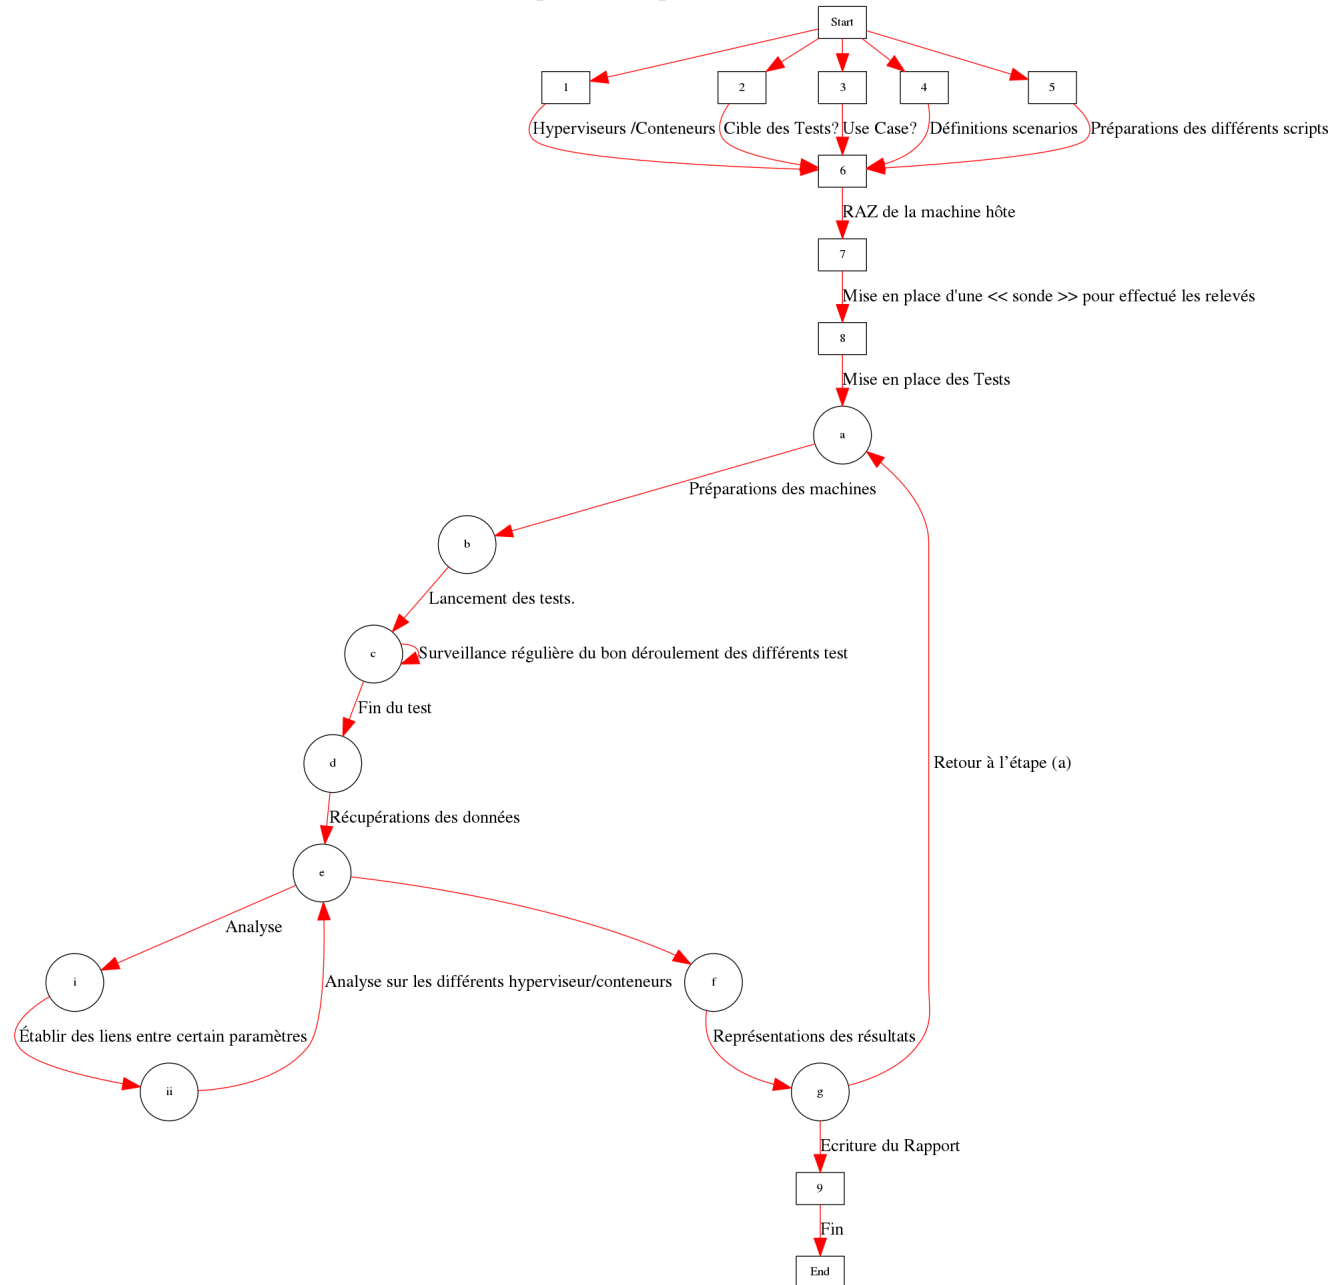 Start
1
2
3
4
5
Hyperviseurs /Conteneurs
Cible des Tests?
Use Case?
Définitions scenarios
Préparations des différents scripts
6
RAZ de la machine hôte
7
Mise en place d'une << sonde >> pour effectué les relevés
8
Mise en place des Tests
a
Préparations des machines
b
Lancement des tests.
c
Surveillance régulière du bon déroulement des différents test
Fin du test
d
Retour à l’étape (a)
Récupérations des données
e
Analyse
i
Analyse sur les différents hyperviseur/conteneurs
f
Établir des liens entre certain paramètres
Représentations des résultats
ii
g
Ecriture du Rapport
9
Fin
End